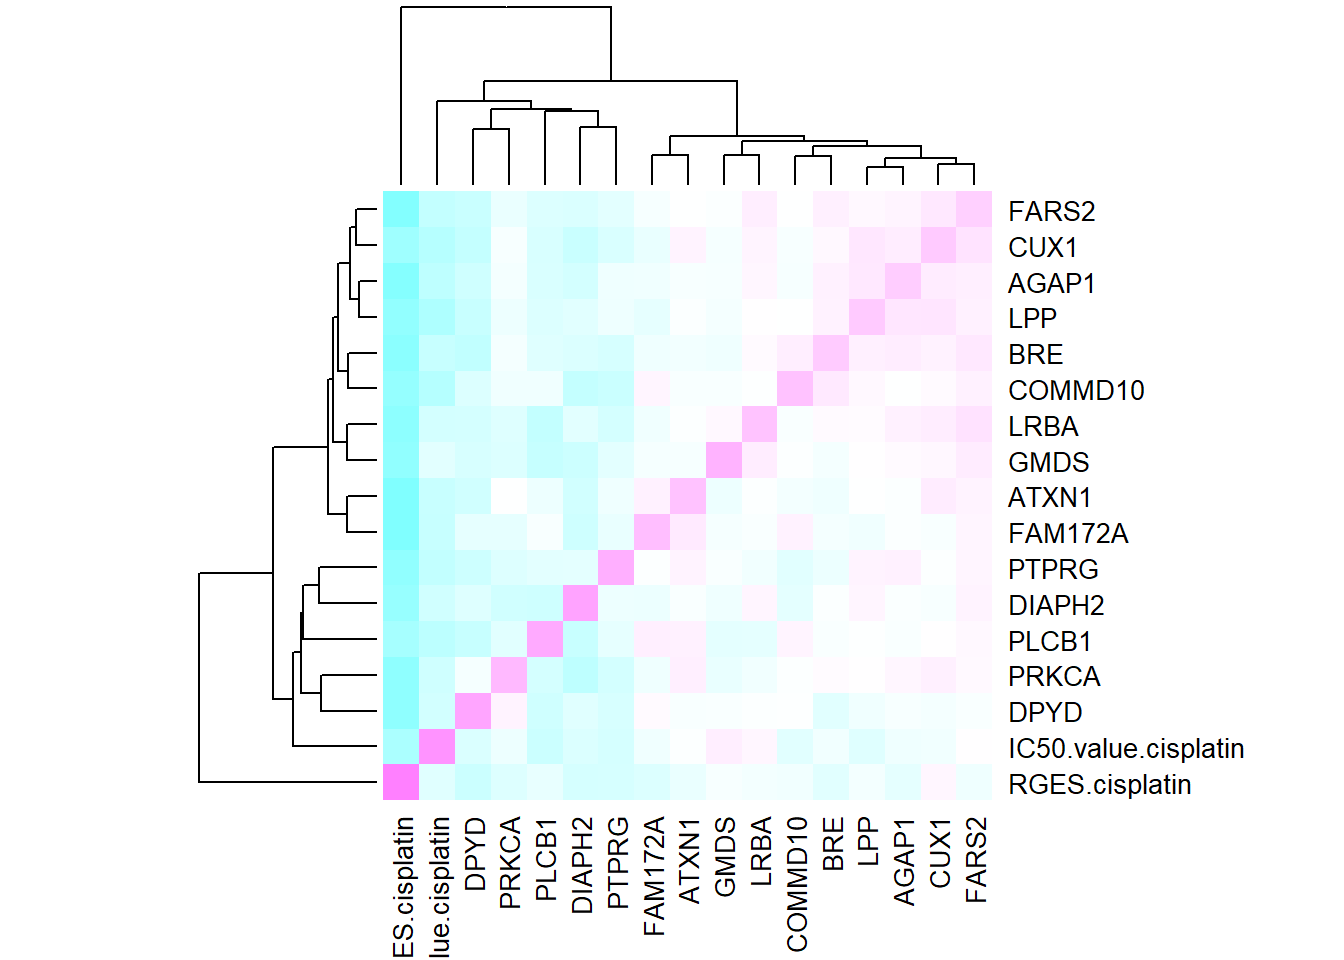 FARS2
CUX1
AGAP1
LPP
BRE
COMMD10
LRBA
GMDS
ATXN1
FAM172A
PTPRG
DIAPH2
PLCB1
PRKCA
DPYD
IC50.value.cisplatin
RGES.cisplatin
ES.cisplatin
lue.cisplatin
DPYD
PRKCA
PLCB1
DIAPH2
PTPRG
FAM172A
ATXN1
GMDS
LRBA
COMMD10
BRE
LPP
AGAP1
CUX1
FARS2